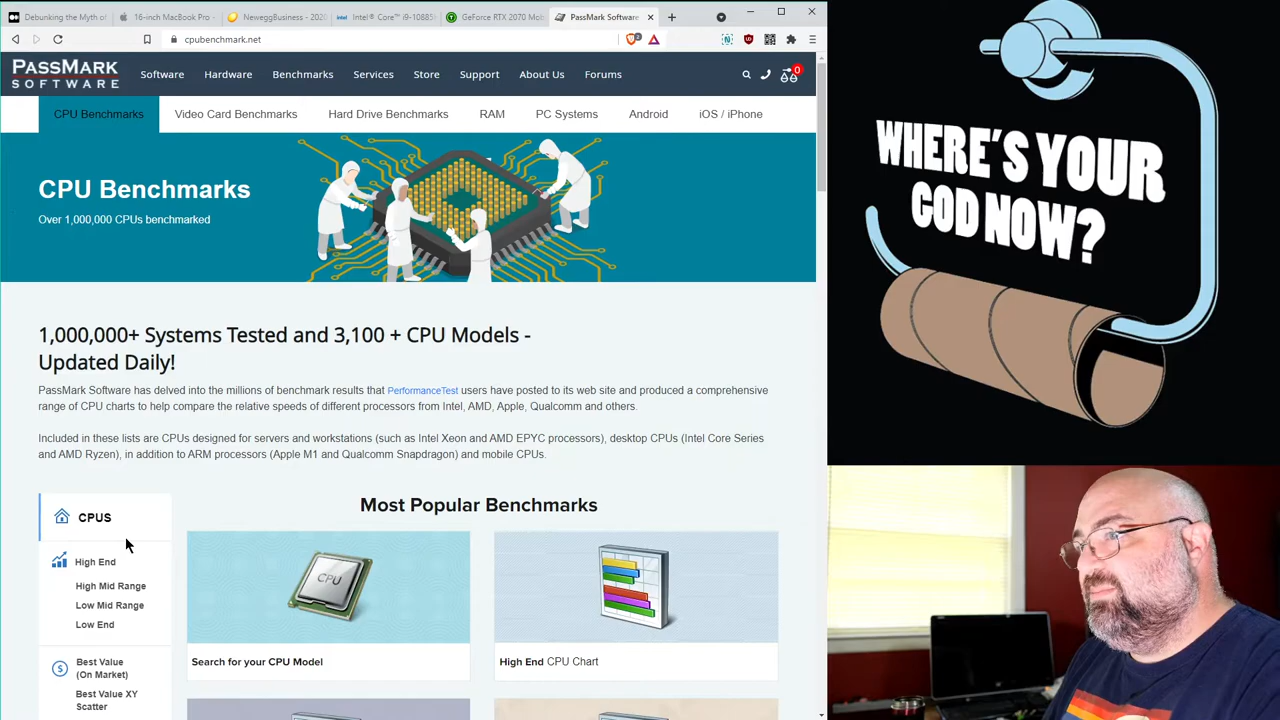 Debunking the Myth of
16-inch MacBook Pro
NeweggBusiness - 2020
Intel® Core™ i9-10885H
GeForce RTX 2070 Mob
PassMark Software
cpubenchmark.net
PASSMARK
SOFTWARE
Software
Hardware
Benchmarks
Services
Store
Support
About Us
Forums
0
CPU Benchmarks
Video Card Benchmarks
Hard Drive Benchmarks
RAM
PC Systems
Android
iOS / iPhone
CPU Benchmarks
Over 1,000,000 CPUs benchmarked
1,000,000+ Systems Tested and 3,100 + CPU Models -
Updated Daily!
PassMark Software has delved into the millions of benchmark results that PerformanceTest users have posted to its web site and produced a comprehensive
range of CPU charts to help compare the relative speeds of different processors from Intel, AMD, Apple, Qualcomm and others.
Included in these lists are CPUs designed for servers and workstations (such as Intel Xeon and AMD EPYC processors), desktop CPUs (Intel Core Series
and AMD Ryzen), in addition to ARM processors (Apple M1 and Qualcomm Snapdragon) and mobile CPUs.
CPUS
High End
High Mid Range
Low Mid Range
Low End
Best Value
(On Market)
Best Value XY
Scatter
Most Popular Benchmarks
CPU
Search for your CPU Model
High End CPU Chart
WHERE'S YOUR
GOD NOW?